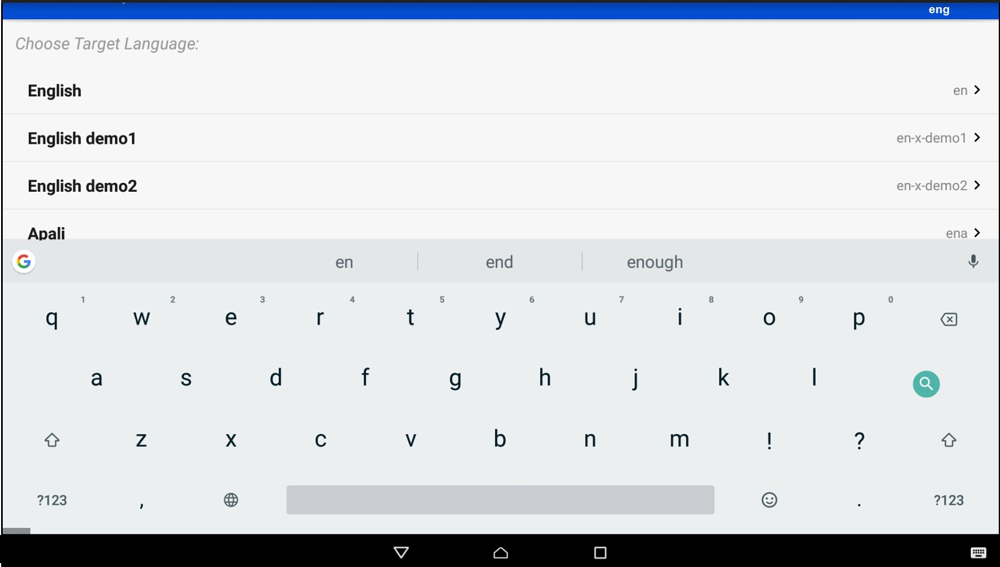 eng
Choose Target Language:
English en
English demo1 en-x-demo1
English demo2 en-x-demo2
Apali ena
G en end enough
1 2 3 4 5 6 7 8 9 0
q w e r t y u i o p
a s d f g h j k l
z x c v b n m ! ?
?123 , . ?123